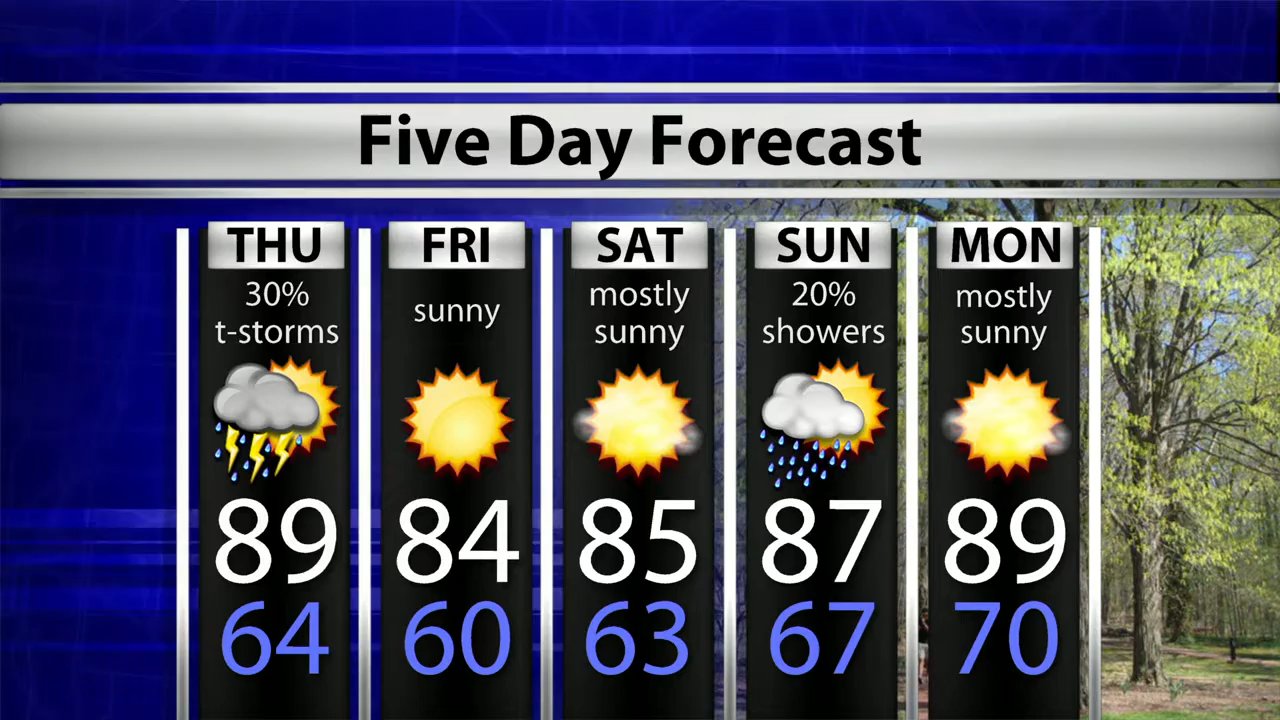 Five Day Forecast
THU
30%
t-storms
89
64
FRI
sunny
84
60
SAT
mostly
sunny
85
63
SUN
20%
showers
87
67
MON
mostly
sunny
89
70